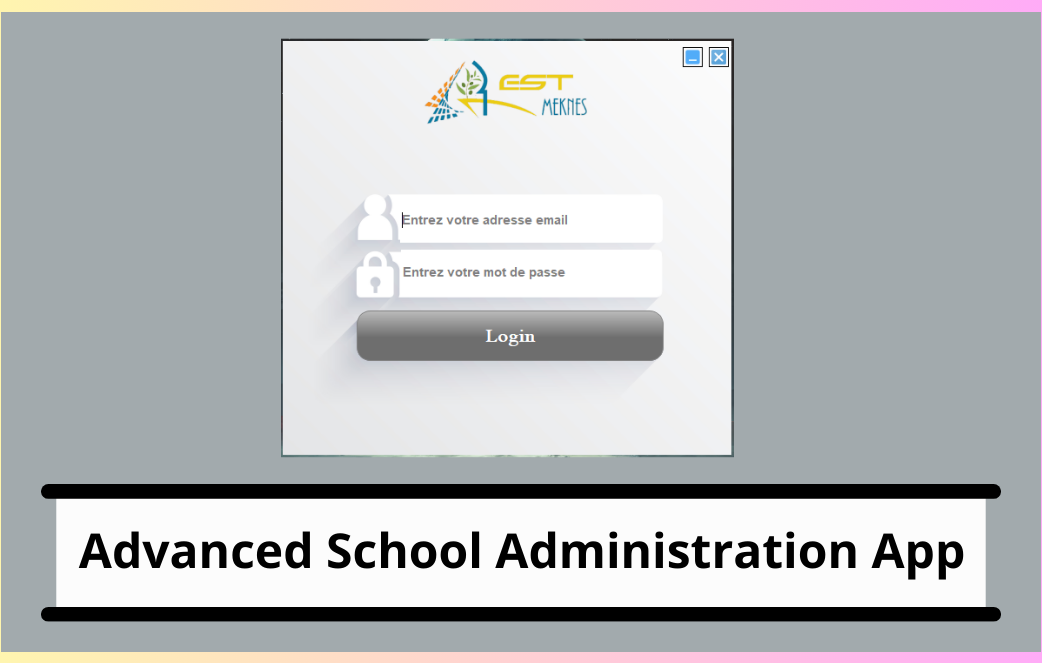 EST
MEKNES
Entrez votre adresse email
Entrez votre mot de passe
Login
Advanced School Administration App